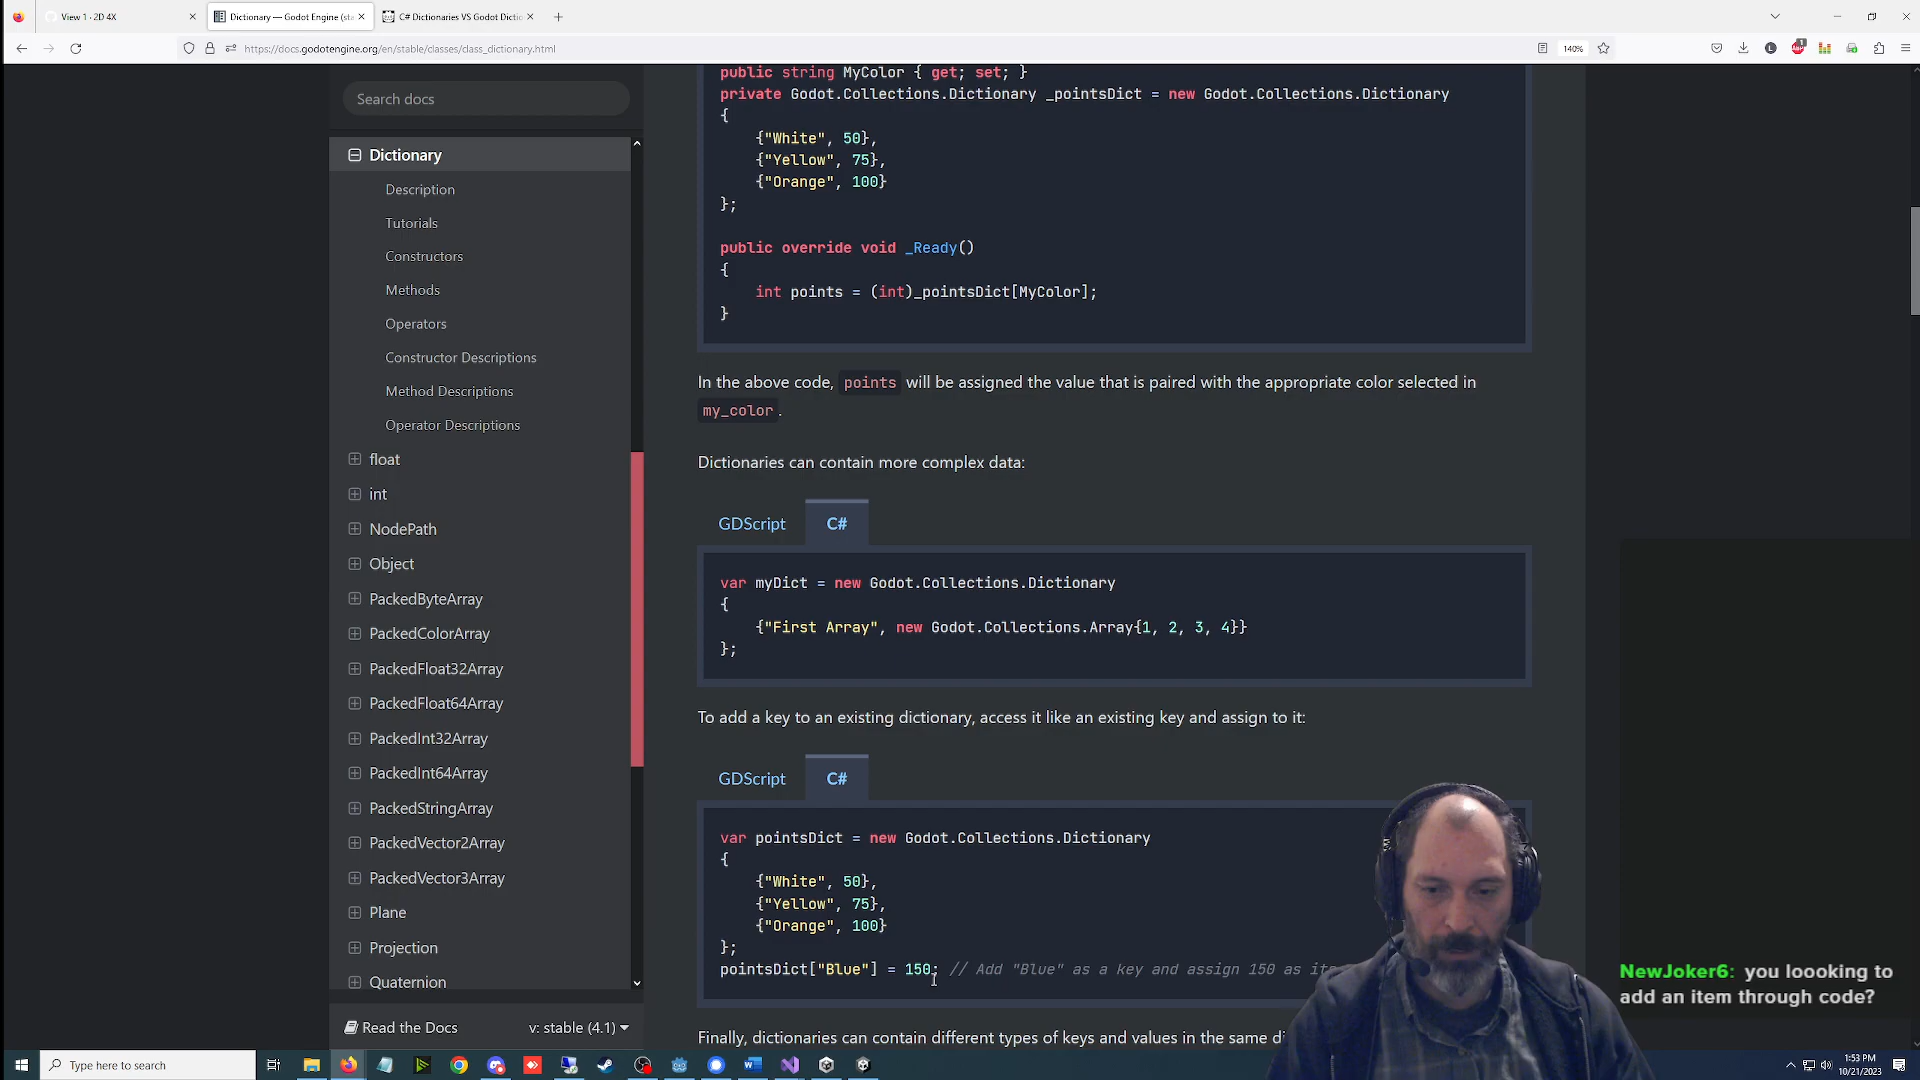 View 1 · 2D 4X
Dictionary — Godot Engine (sta
C# Dictionaries VS Godot Dictio
https://docs.godotengine.org/en/stable/classes/class_dictionary.html
140%
Search docs
Dictionary
Description
Tutorials
Constructors
Methods
Operators
Constructor Descriptions
Method Descriptions
Operator Descriptions
float
int
NodePath
Object
PackedByteArray
PackedColorArray
PackedFloat32Array
PackedFloat64Array
PackedInt32Array
PackedInt64Array
PackedStringArray
PackedVector2Array
PackedVector3Array
Plane
Projection
Quaternion
Read the Docs
v: stable (4.1)
public string MyColor { get; set; }
private Godot.Collections.Dictionary _pointsDict = new Godot.Collections.Dictionary
{
{"White", 50},
{"Yellow", 75},
{"Orange", 100}
};
public override void _Ready()
{
int points = (int)_pointsDict[MyColor];
}
In the above code, points will be assigned the value that is paired with the appropriate color selected in
my_color.
Dictionaries can contain more complex data:
GDScript
C#
var myDict = new Godot.Collections.Dictionary
{
{"First Array", new Godot.Collections.Array{1, 2, 3, 4}}
};
To add a key to an existing dictionary, access it like an existing key and assign to it:
GDScript
C#
var pointsDict = new Godot.Collections.Dictionary
{
{"White", 50},
{"Yellow", 75},
{"Orange", 100}
};
pointsDict["Blue"] = 150; // Add "Blue" as a key and assign 150 as its
Finally, dictionaries can contain different types of keys and values in the same di
NewJoker6: you loooking to
add an item through code?
Type here to search
1:53 PM
10/21/2023